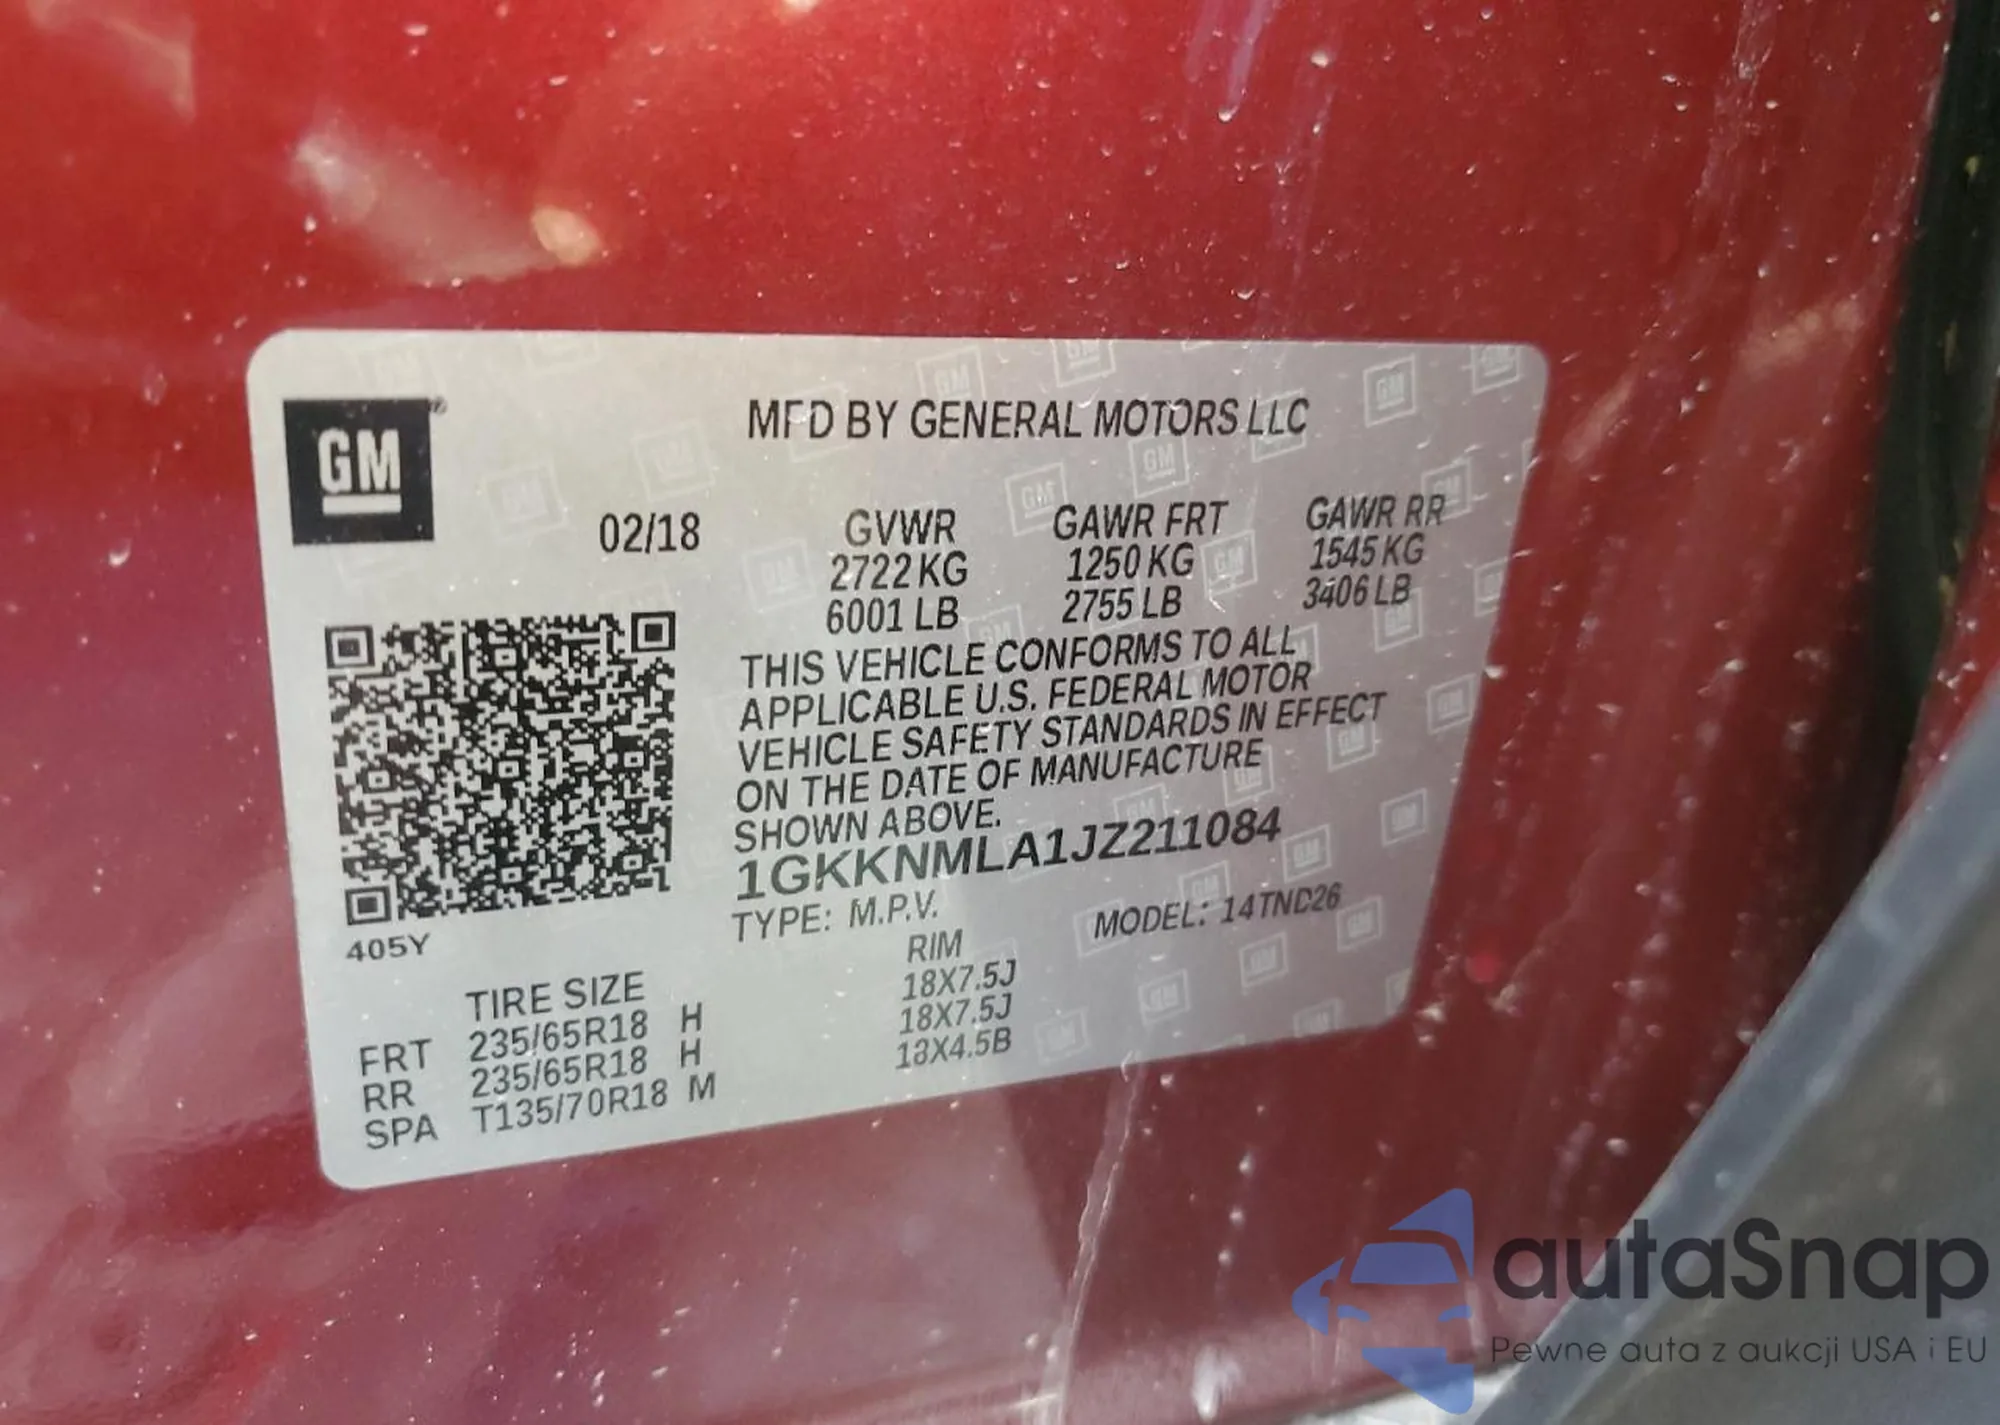 GM
MFD BY GENERAL MOTORS LLC
02/18
GVWR GAWR FRT GAWR RR
2722 KG 1250 KG 1545 KG
6001 LB 2755 LB 3406 LB
THIS VEHICLE CONFORMS TO ALL
APPLICABLE U.S. FEDERAL MOTOR
VEHICLE SAFETY STANDARDS IN EFFECT
ON THE DATE OF MANUFACTURE
SHOWN ABOVE.
1GKKNMLA1JZ211084
TYPE: M.P.V. MODEL: 14TND26
405Y
TIRE SIZE RIM
FRT 235/65R18 H 18X7.5J
RR 235/65R18 H 18X7.5J
SPA T135/70R18 M 18X4.5B
autaSnap
Pewne auta z aukcji USA i EU